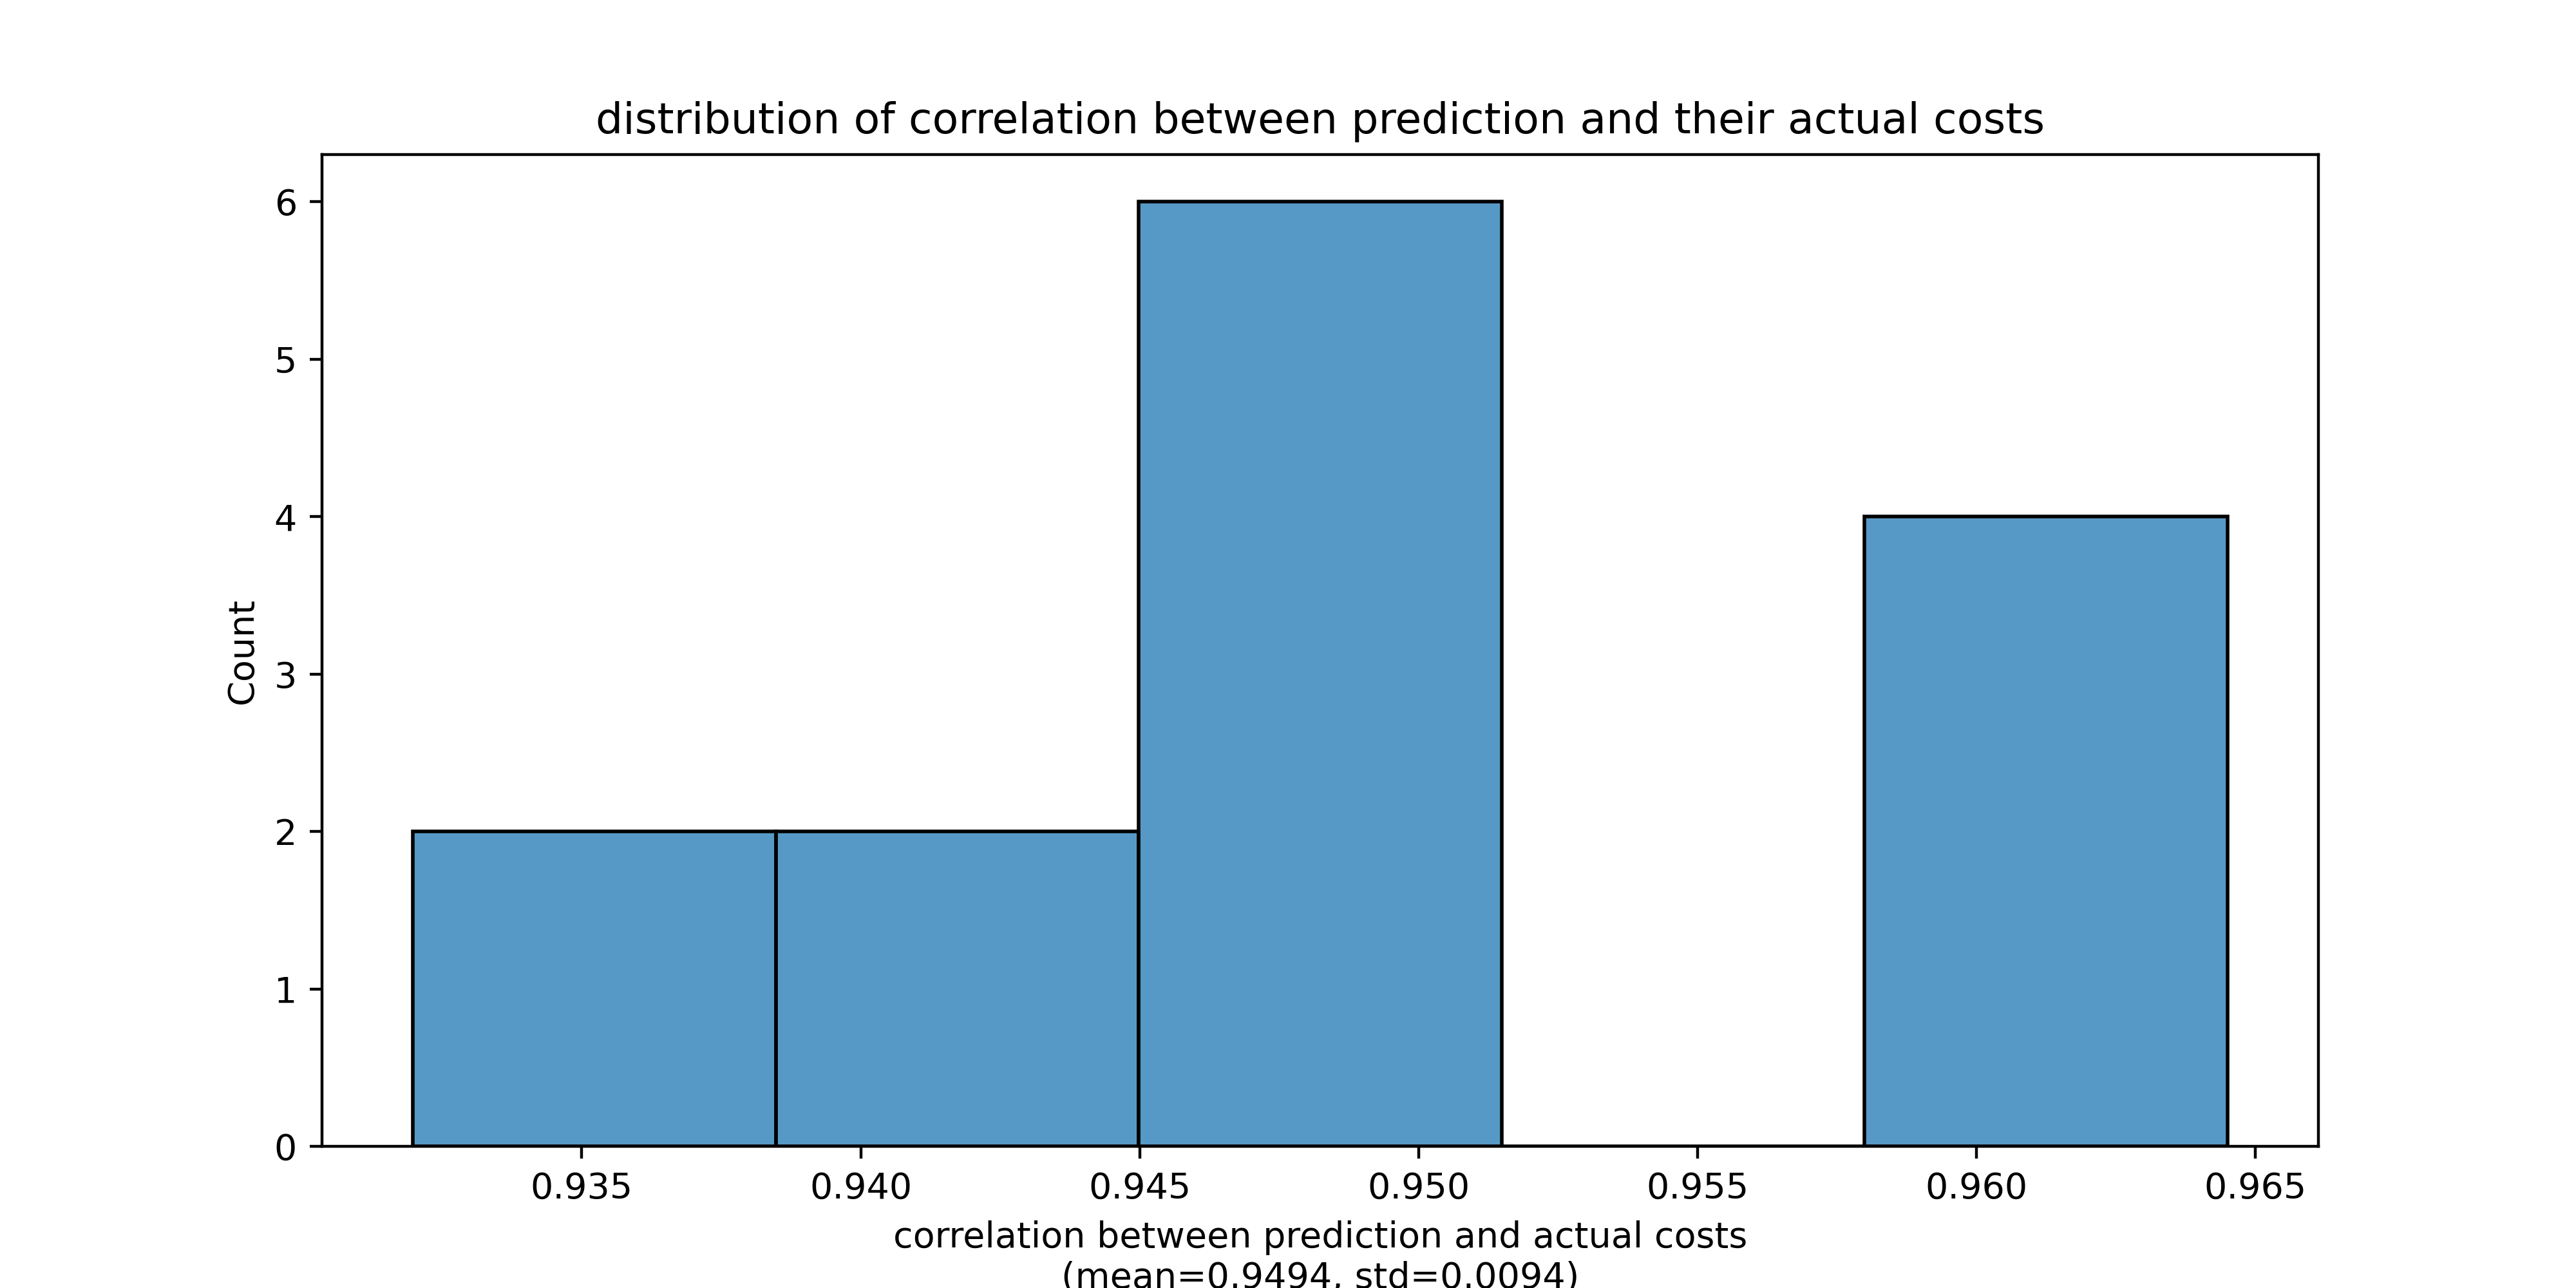 distribution of correlation between prediction and their actual costs
6
5
4
3
2
1
0
Count
0.935 0.940 0.945 0.950 0.955 0.960 0.965
correlation between prediction and actual costs
(mean=0.9494, std=0.0094)